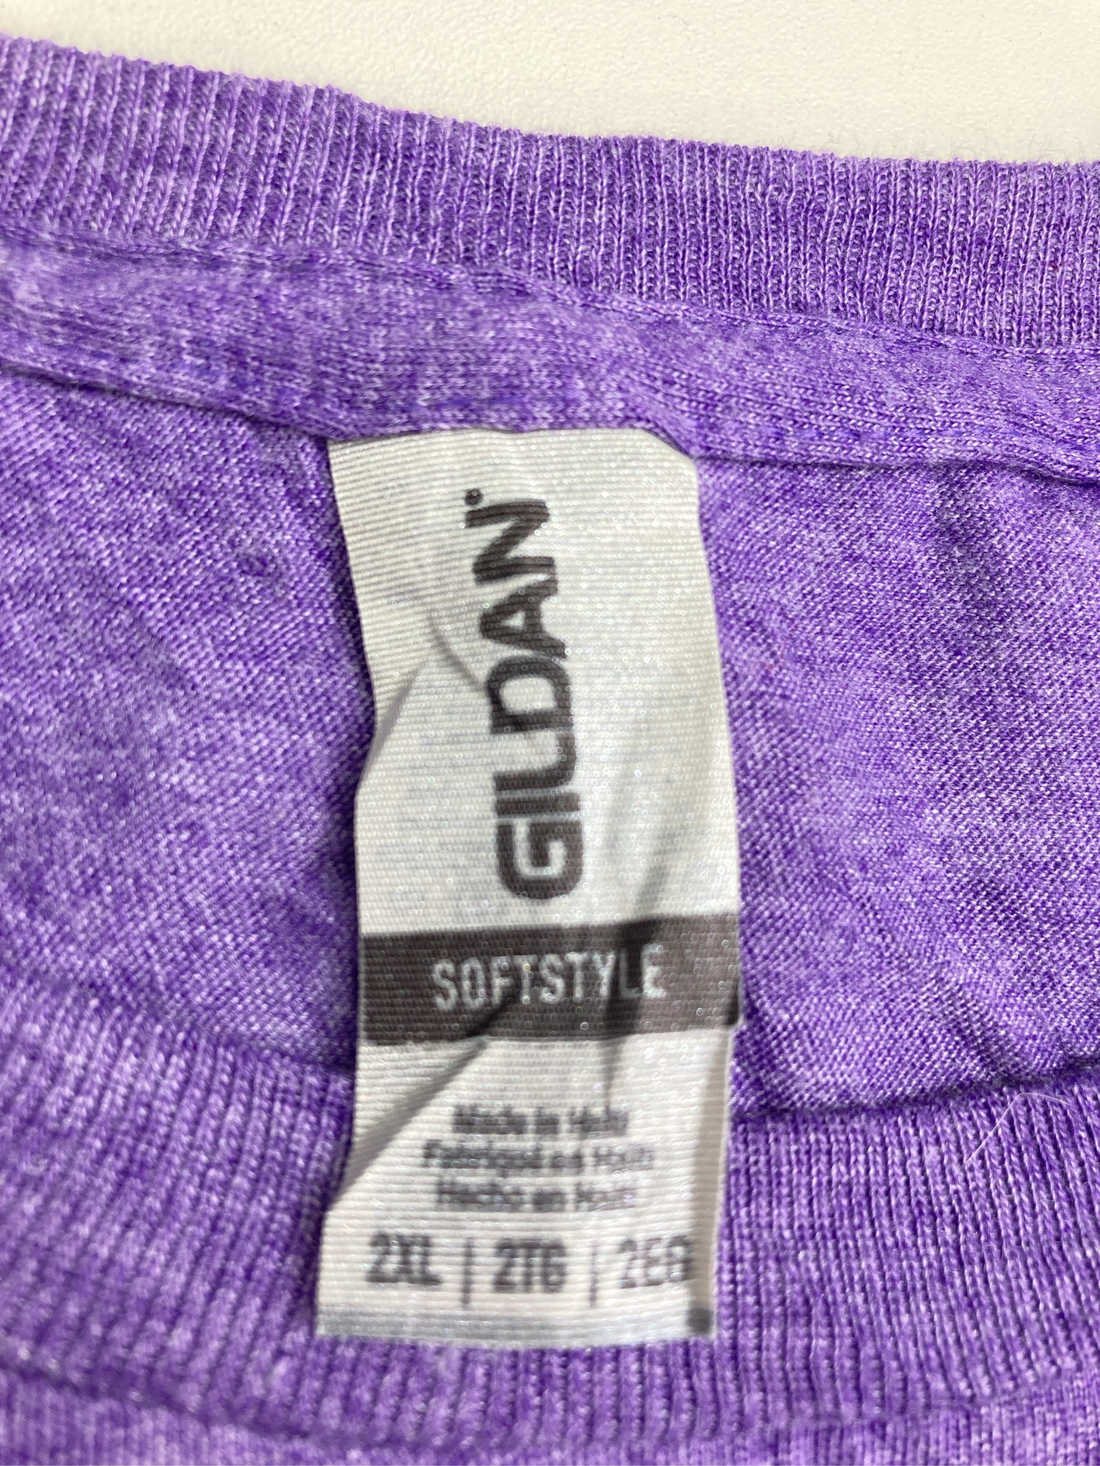 GILDAN
SOFTSTYLE
Made in Haiti
Fabriqué en Haïti
Hecho en Haití
2XL | 2TG | 2EG